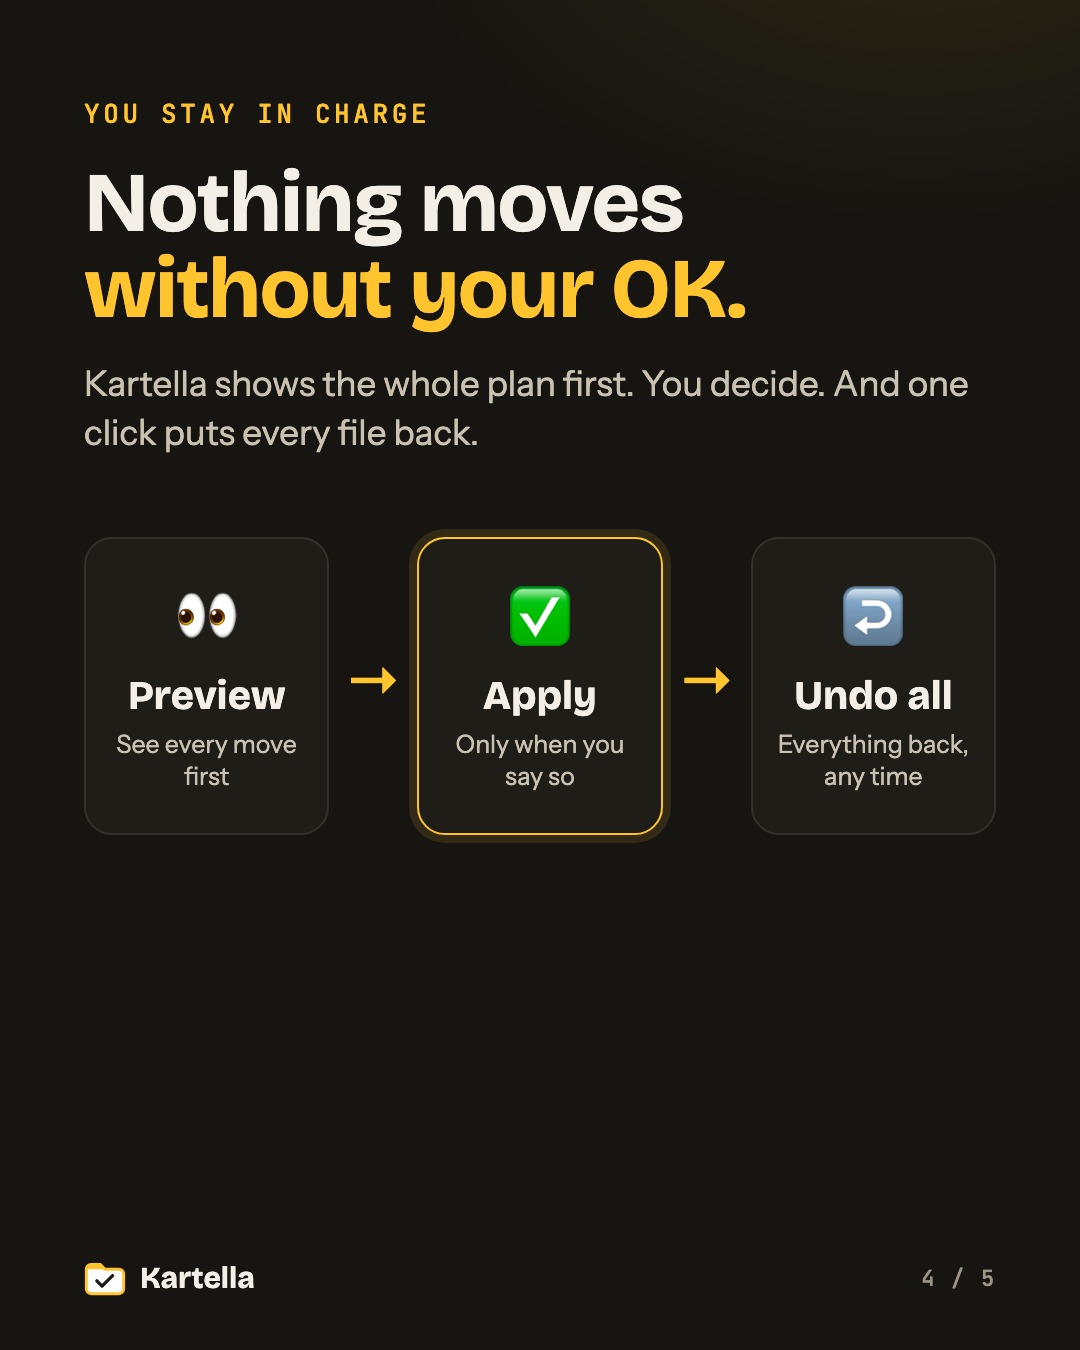 YOU STAY IN CHARGE
Nothing moves
without your OK.
Kartella shows the whole plan first. You decide. And one
click puts every file back.
Preview
See every move
first
Apply
Only when you
say so
Undo all
Everything back,
any time
Kartella
4 / 5